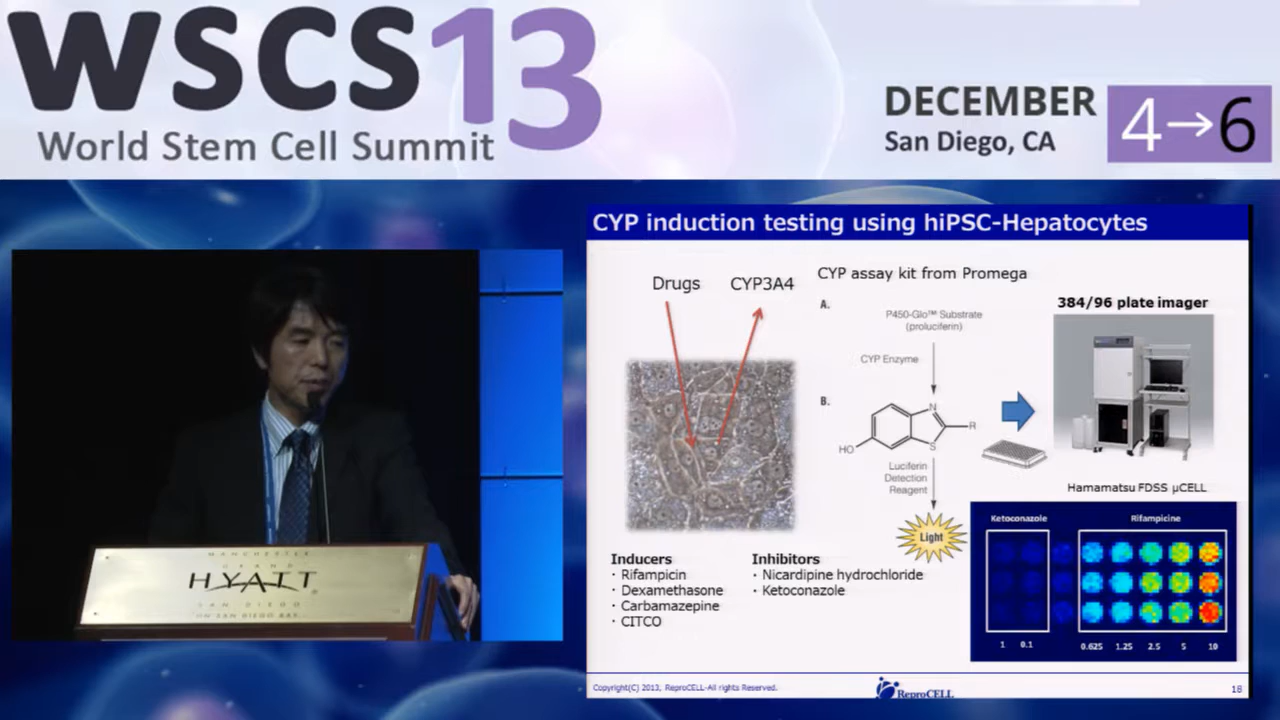 WSCS13
World Stem Cell Summit
DECEMBER
San Diego, CA
4→6
CYP induction testing using hiPSC-Hepatocytes
Drugs
CYP3A4
CYP assay kit from Promega
A.
P450-Glo™ Substrate
(proluciferin)
CYP Enzyme
B.
N
R
S
HO
Luciferin
Detection
Reagent
Light
384/96 plate imager
Hamamatsu FDSS µCELL
Inducers
· Rifampicin
· Dexamethasone
· Carbamazepine
· CITCO
Inhibitors
· Nicardipine hydrochloride
· Ketoconazole
Ketoconazole
Rifampicine
1 0.1
0.625 1.25 2.5 5 10
Copyright(C) 2013, ReproCELL-All rights Reserved.
ReproCELL
16
MANCHESTER
GRAND
HYATT®
SAN DIEGO
ON SAN DIEGO BAY